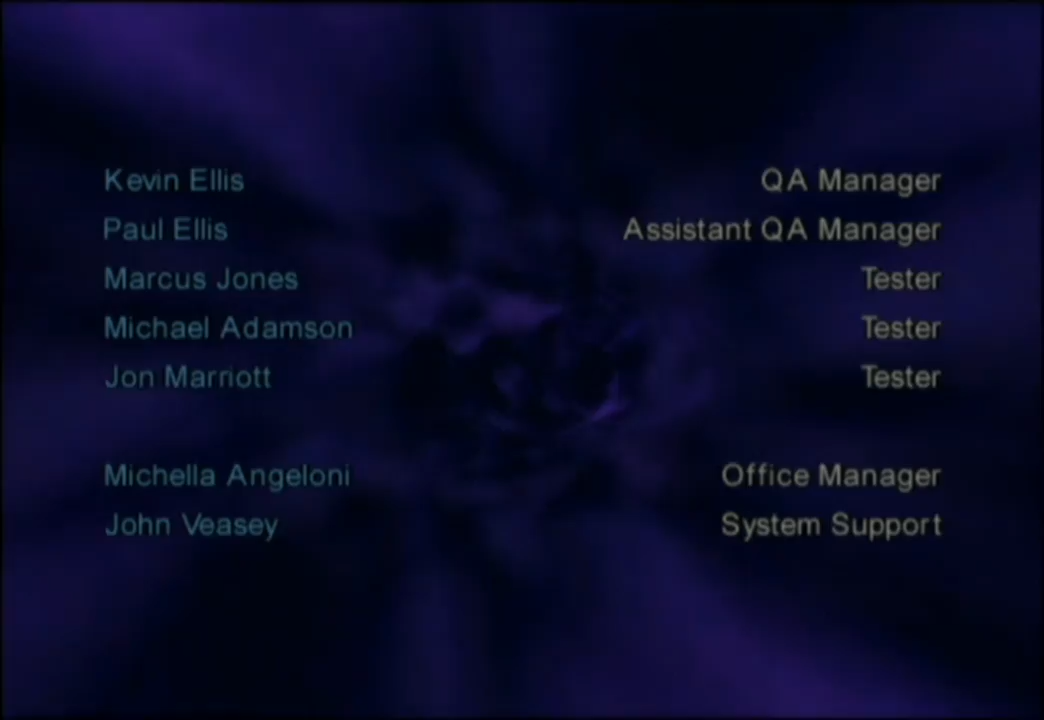 Kevin Ellis QA Manager
Paul Ellis Assistant QA Manager
Marcus Jones Tester
Michael Adamson Tester
Jon Marriott Tester
Michella Angeloni Office Manager
John Veasey System Support